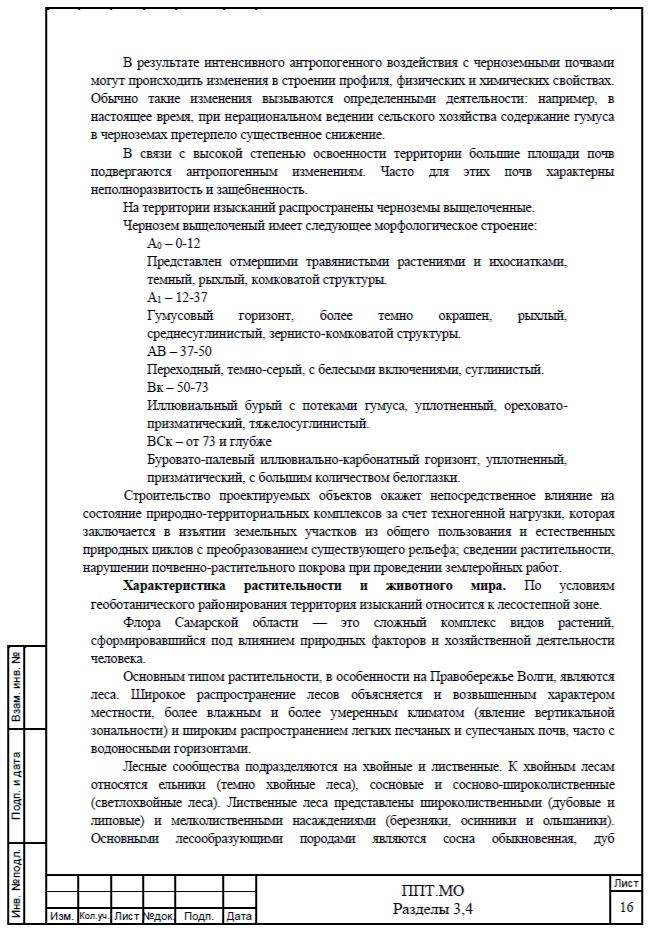 В результате интенсивного антропогенного воздействия с черноземными почвами
могут происходить изменения в строении профиля, физических и химических свойствах.
Обычно такие изменения вызываются определенными деятельности: например, в
настоящее время, при нерациональном ведении сельского хозяйства содержание гумуса
в черноземах претерпело существенное снижение.
В связи с высокой степенью освоенности территории большие площади почв
подвергаются антропогенным изменениям. Часто для этих почв характерны
неполноразвитость и защебненность.
На территории изысканий распространены черноземы выщелоченные.
Чернозем выщелоченый имеет следующее морфологическое строение:
А0 – 0-12
Представлен отмершими травянистыми растениями и ихосиатками,
темный, рыхлый, комковатой структуры.
А1 – 12-37
Гумусовый горизонт, более темно окрашен, рыхлый,
среднесуглинистый, зернисто-комковатой структуры.
АВ – 37-50
Переходный, темно-серый, с белесыми включениями, суглинистый.
Вк – 50-73
Иллювиальный бурый с потеками гумуса, уплотненный, ореховато-
призматический, тяжелосуглинистый.
ВСк – от 73 и глубже
Буровато-палевый иллювиально-карбонатный горизонт, уплотненный,
призматический, с большим количеством белоглазки.
Строительство проектируемых объектов окажет непосредственное влияние на
состояние природно-территориальных комплексов за счет техногенной нагрузки, которая
заключается в изъятии земельных участков из общего пользования и естественных
природных циклов с преобразованием существующего рельефа; сведении растительности,
нарушении почвенно-растительного покрова при проведении землеройных работ.
Характеристика растительности и животного мира. По условиям
геоботанического районирования территория изысканий относится к лесостепной зоне.
Флора Самарской области — это сложный комплекс видов растений,
сформировавшийся под влиянием природных факторов и хозяйственной деятельности
человека.
Основным типом растительности, в особенности на Правобережье Волги, являются
леса. Широкое распространение лесов объясняется и возвышенным характером
местности, более влажным и более умеренным климатом (явление вертикальной
зональности) и широким распространением легких песчаных и супесчаных почв, часто с
водоносными горизонтами.
Лесные сообщества подразделяются на хвойные и лиственные. К хвойным лесам
относятся ельники (темно хвойные леса), сосновые и сосново-широколиственные
(светлохвойные леса). Лиственные леса представлены широколиственными (дубовые и
липовые) и мелколиственными насаждениями (березняки, осинники и ольшаники).
Основными лесообразующими породами являются сосна обыкновенная, дуб
Взам. инв. №
Подп. и дата
Инв. №подл.
Изм. Кол.уч. Лист №док. Подп. Дата
ППТ.МО
Разделы 3,4
Лист
16